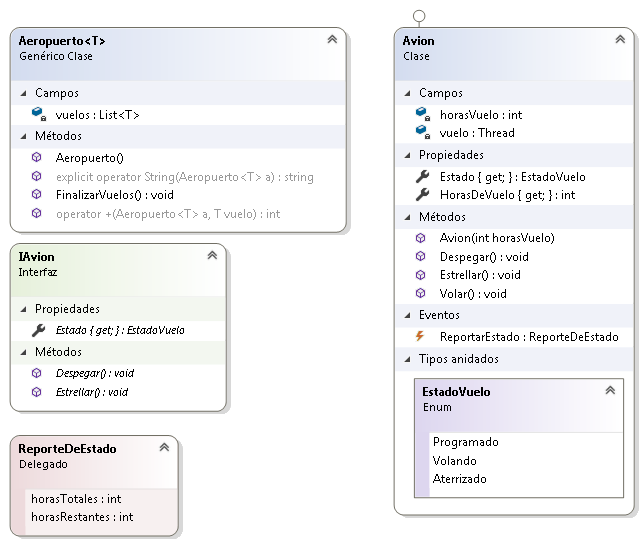 Aeropuerto<T>
Genérico Clase
Campos
vuelos : List<T>
Métodos
Aeropuerto()
explicit operator String(Aeropuerto<T> a) : string
FinalizarVuelos() : void
operator +(Aeropuerto<T> a, T vuelo) : int
IAvion
Interfaz
Propiedades
Estado { get; } : EstadoVuelo
Métodos
Despegar() : void
Estrellar() : void
ReporteDeEstado
Delegado
horasTotales : int
horasRestantes : int
Avion
Clase
Campos
horasVuelo : int
vuelo : Thread
Propiedades
Estado { get; } : EstadoVuelo
HorasDeVuelo { get; } : int
Métodos
Avion(int horasVuelo)
Despegar() : void
Estrellar() : void
Volar() : void
Eventos
ReportarEstado : ReporteDeEstado
Tipos anidados
EstadoVuelo
Enum
Programado
Volando
Aterrizado